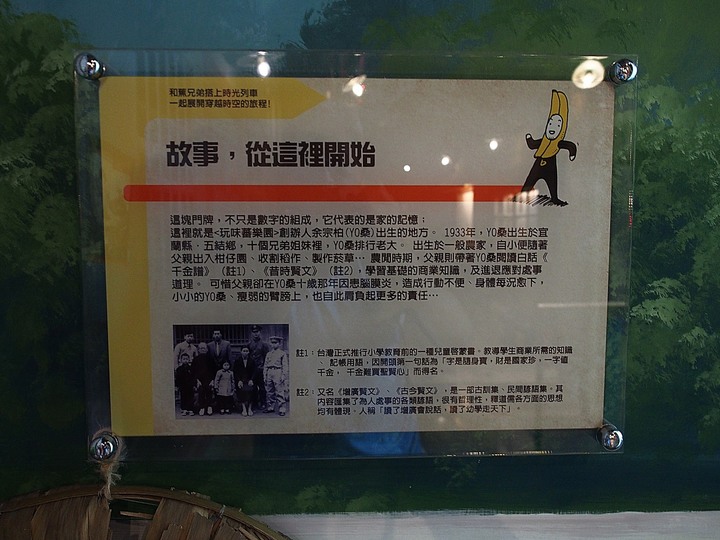 和蕉兄弟搭上時光列車
一起展開穿越時空的旅程!
故事，從這裡開始
這塊門牌，不只是數字的組成，它代表的是家的記憶；
這裡就是<玩味蕃樂園>創辦人余宗柏(YO桑)出生的地方。 1933年，YO桑出生於宜
蘭縣．五結鄉，十個兄弟姐妹裡，YO桑排行老大。 出生於一般農家，自小便隨著
父親出入柑仔園、收割稻作、製作菸草… 農閒時期，父親則帶著YO桑閱讀白話《
千金譜》（註1）、《昔時賢文》（註2），學習基礎的商業知識，及進退應對處事
道理。 可惜父親卻在YO桑十歲那年因患腦膜炎，造成行動不便、身體每況愈下，
小小的YO桑、瘦弱的臂膀上，也自此肩負起更多的責任…
註1：台灣正式推行小學教育前的一種兒童啓蒙書。教導學生商業所需的知識
、記帳用語，因開頭第一句話為「字是隨身寶，財是國家珍，一字值
千金， 千金難買聖賢心」而得名。
註2：又名《增廣賢文》、《古今賢文》，是一部古訓集、民間諺語集。其
內容匯集了為人處事的各類諺語，很有哲理性，釋道儒各方面的思想
均有體現。人稱「讀了增廣會說話，讀了幼學走天下」。